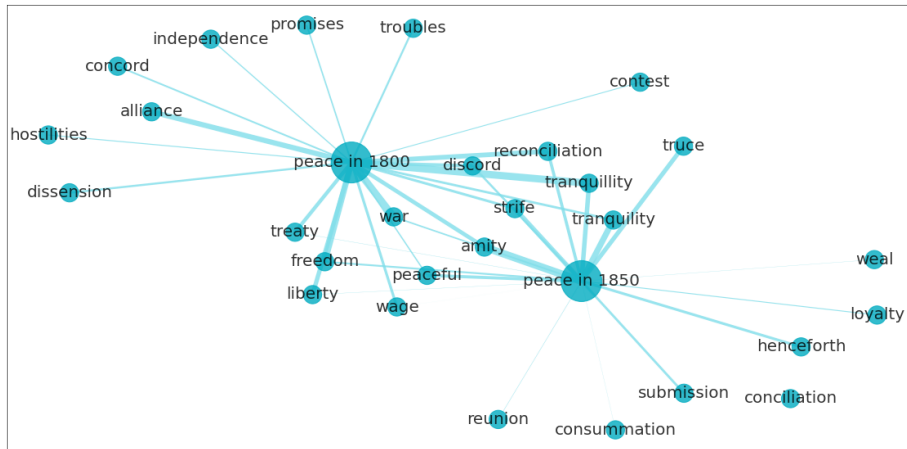 promises
troubles
independence
concord
contest
alliance
hostilities
reconciliation
truce
peace in 1800
discord
tranquillity
dissension
strife
war
tranquility
treaty
amity
freedom
weal
peaceful
peace in 1850
liberty
wage
loyalty
henceforth
submission
conciliation
reunion
consummation